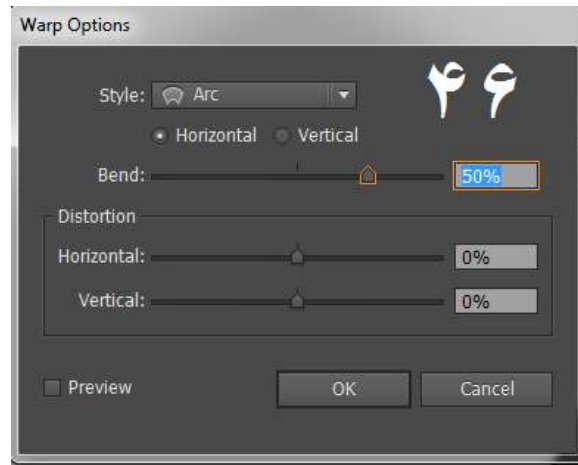 Warp Options
۴۶
Style: Arc
Horizontal Vertical
Bend: 50%
Distortion
Horizontal: 0%
Vertical: 0%
Preview OK Cancel